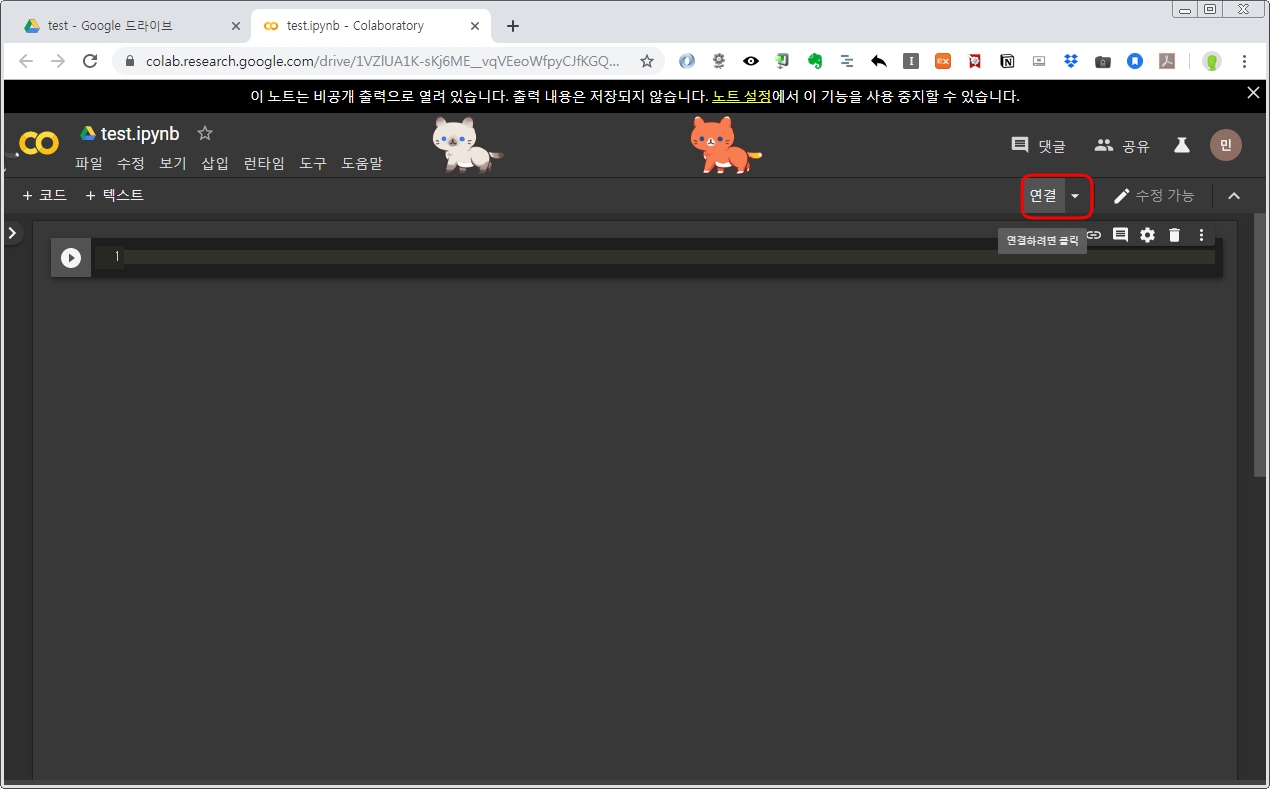 test - Google 드라이브
test.ipynb - Colaboratory
colab.research.google.com/drive/1VZlUA1K-sKj6ME__vqVEeoWfpyCJfKGQ...
이 노트는 비공개 출력으로 열려 있습니다. 출력 내용은 저장되지 않습니다. 노트 설정에서 이 기능을 사용 중지할 수 있습니다.
test.ipynb
파일 수정 보기 삽입 런타임 도구 도움말
댓글 공유 민
+ 코드 + 텍스트
연결 수정 가능
연결하려면 클릭
1